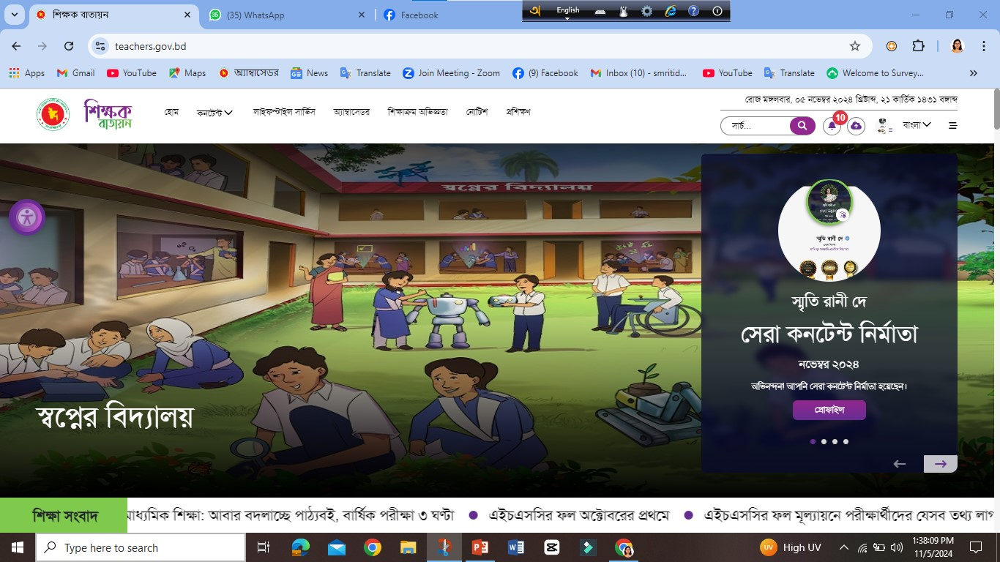 শিক্ষক বাতায়ন
(35) WhatsApp
Facebook
English
teachers.gov.bd
Apps
Gmail
YouTube
Maps
অ্যাম্বাসেডর
News
Translate
Join Meeting - Zoom
(9) Facebook
Inbox (10) - smritid...
YouTube
Translate
Welcome to Survey...
রোজ মঙ্গলবার, ০৫ নভেম্বর ২০২৪ খ্রিষ্টাব্দ, ২১ কার্তিক ১৪৩১ বঙ্গাব্দ
শিক্ষক
বাতায়ন
হোম
কনটেন্ট
লাইফস্টাইল সার্ভিস
অ্যাম্বাসেডর
শিক্ষাক্রম অভিজ্ঞতা
নোটিশ
প্রশিক্ষণ
সার্চ...
10
বাংলা
স্বপ্নের বিদ্যালয়
স্মৃতি রানী দে
স্মৃতি রানী দে
সেরা কনটেন্ট নির্মাতা
নভেম্বর ২০২৪
অভিনন্দন! আপনি সেরা কনটেন্ট নির্মাতা হয়েছেন।
প্রোফাইল
স্বপ্নের বিদ্যালয়
শিক্ষা সংবাদ
মাধ্যমিক শিক্ষা: আবার বদলাচ্ছে পাঠ্যবই, বার্ষিক পরীক্ষা ৩ ঘণ্টা
এইচএসসির ফল অক্টোবরের প্রথমে
এইচএসসির ফল মূল্যায়নে পরীক্ষার্থীদের যেসব তথ্য লাগ
Type here to search
UV
High UV
1:38:09 PM
11/5/2024